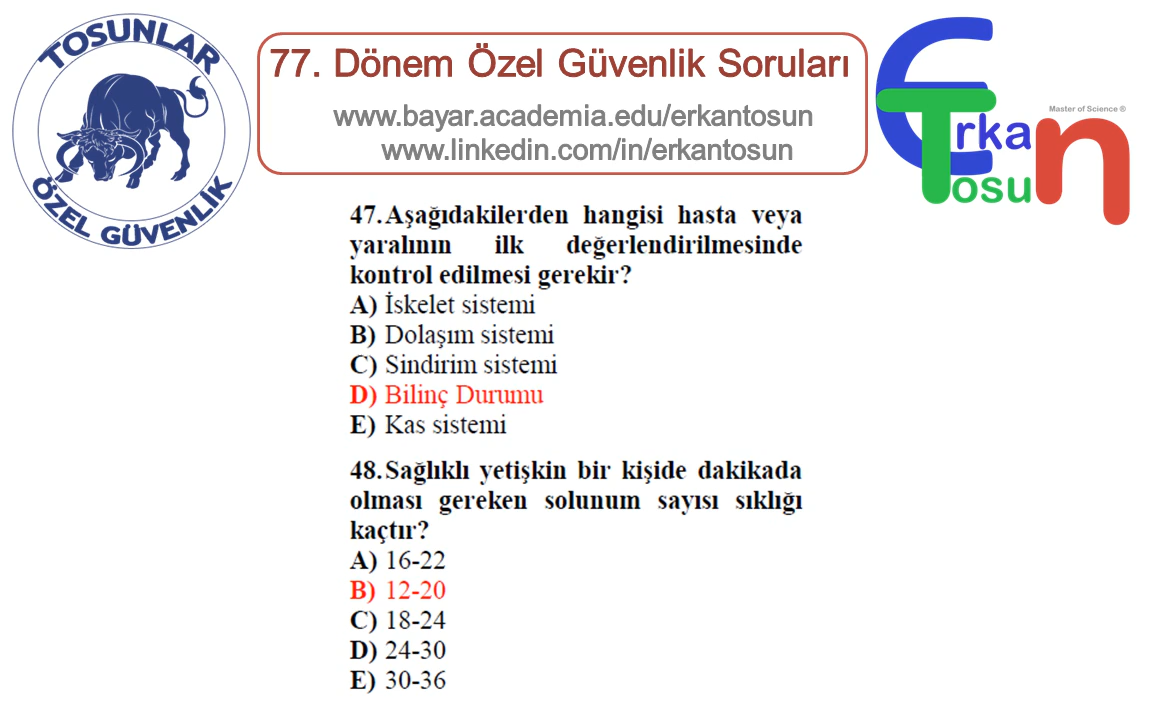 TOSUNLAR
ÖZEL GÜVENLİK
77. Dönem Özel Güvenlik Soruları
www.bayar.academia.edu/erkantosun
www.linkedin.com/in/erkantosun
Master of Science ®
Erkan
Tosun
47.Aşağıdakilerden hangisi hasta veya
yaralının ilk değerlendirilmesinde
kontrol edilmesi gerekir?
A) İskelet sistemi
B) Dolaşım sistemi
C) Sindirim sistemi
D) Bilinç Durumu
E) Kas sistemi
48.Sağlıklı yetişkin bir kişide dakikada
olması gereken solunum sayısı sıklığı
kaçtır?
A) 16-22
B) 12-20
C) 18-24
D) 24-30
E) 30-36